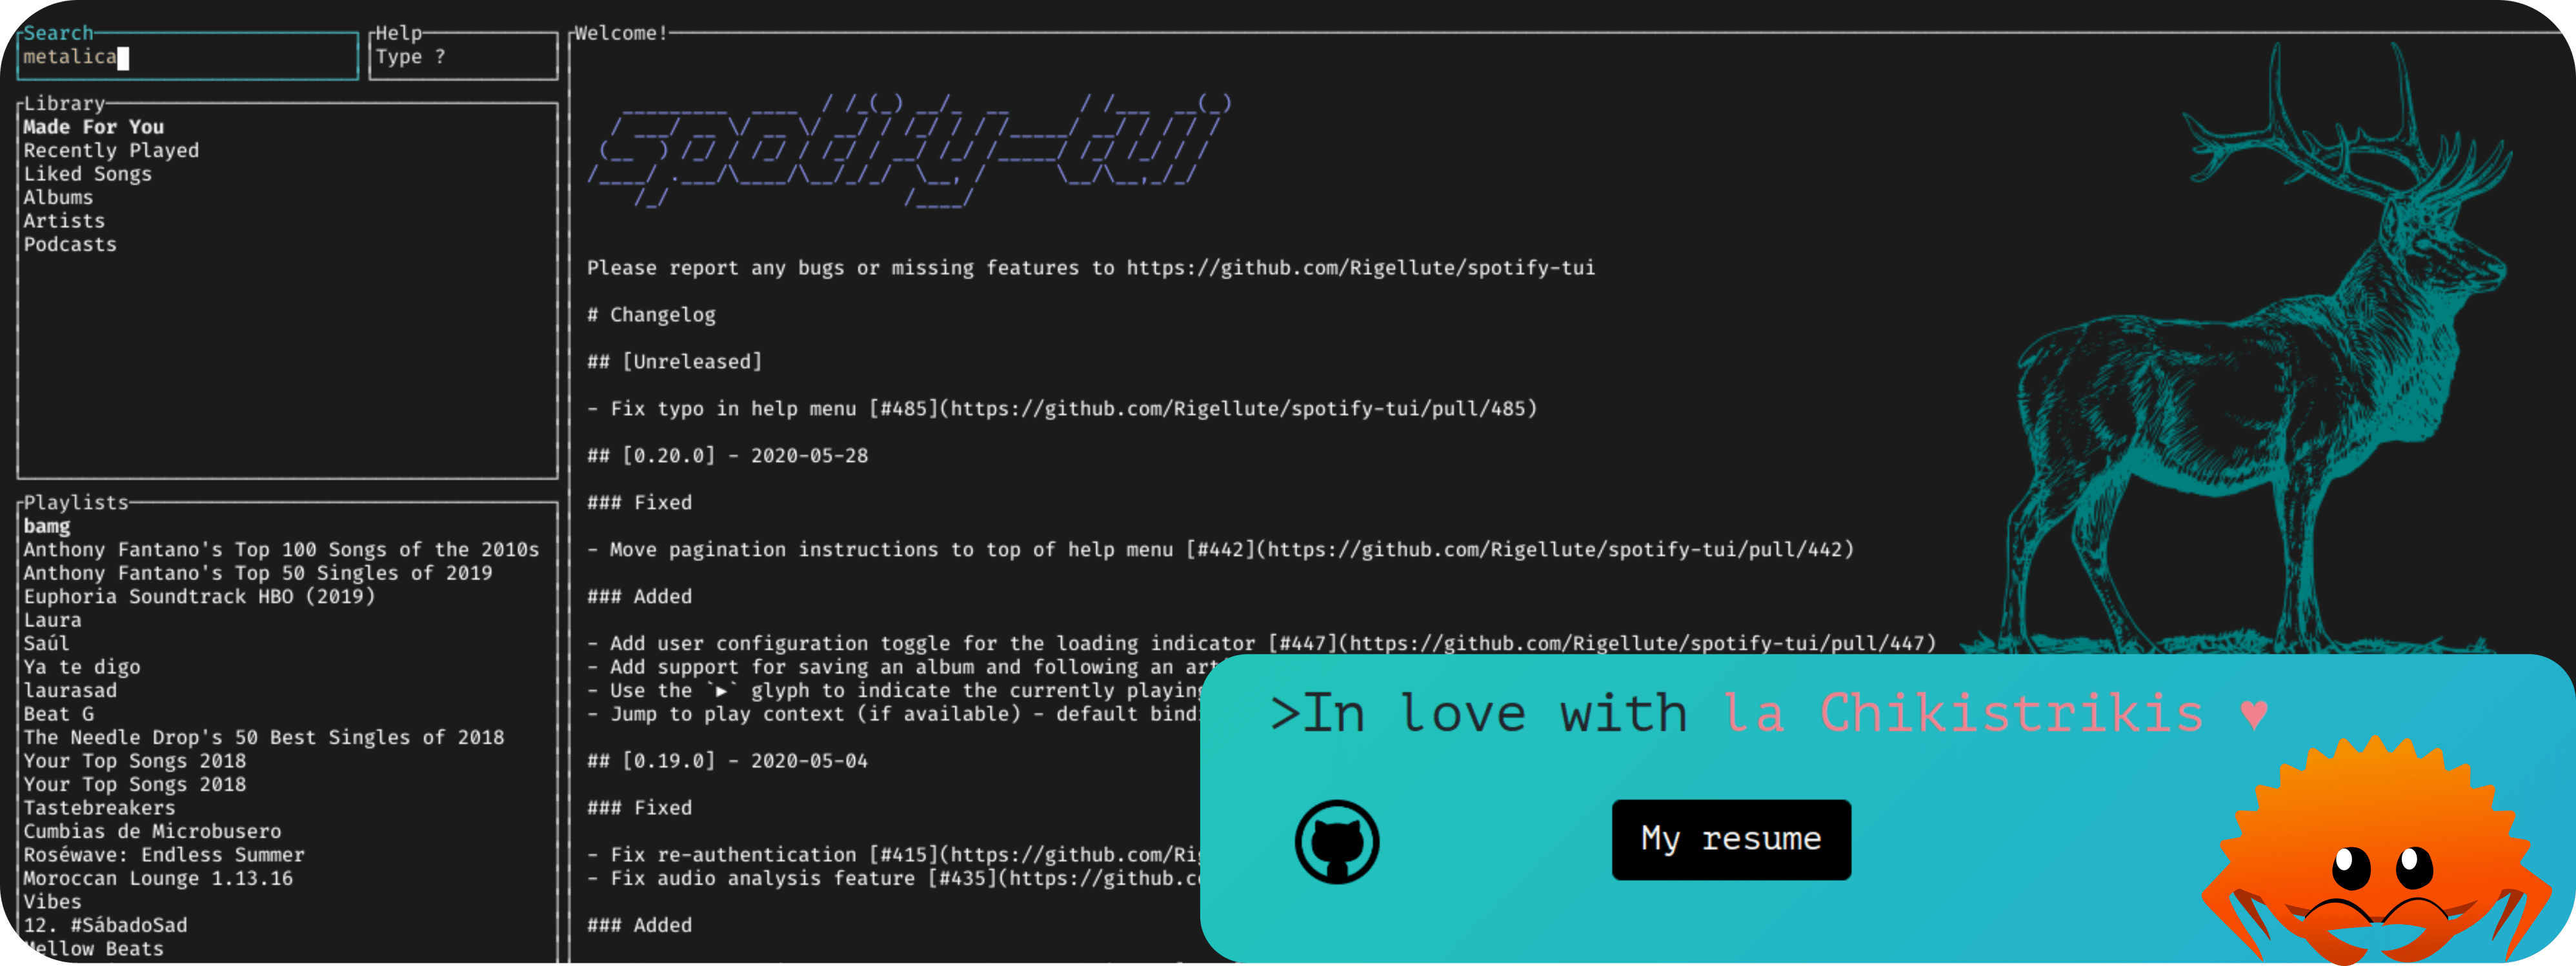 Search
metalica
Help
Type ?
Library
Made For You
Recently Played
Liked Songs
Albums
Artists
Podcasts
Playlists
bamg
Anthony Fantano's Top 100 Songs of the 2010s
Anthony Fantano's Top 50 Singles of 2019
Euphoria Soundtrack HBO (2019)
Laura
Saúl
Ya te digo
laurasad
Beat G
The Needle Drop's 50 Best Singles of 2018
Your Top Songs 2018
Your Top Songs 2018
Tastebreakers
Cumbias de Microbusero
Roséwave: Endless Summer
Moroccan Lounge 1.13.16
Vibes
12. #SábadoSad
Mellow Beats
Welcome!
spotify-tui
Please report any bugs or missing features to https://github.com/Rigellute/spotify-tui
# Changelog
## [Unreleased]
- Fix typo in help menu [#485](https://github.com/Rigellute/spotify-tui/pull/485)
## [0.20.0] - 2020-05-28
### Fixed
- Move pagination instructions to top of help menu [#442](https://github.com/Rigellute/spotify-tui/pull/442)
### Added
- Add user configuration toggle for the loading indicator [#447](https://github.com/Rigellute/spotify-tui/pull/447)
- Add support for saving an album and following an art
- Use the `►` glyph to indicate the currently playing
- Jump to play context (if available) - default bind
## [0.19.0] - 2020-05-04
### Fixed
- Fix re-authentication [#415](https://github.com/Ri
- Fix audio analysis feature [#435](https://github.c
### Added
>In love with la Chikistrikis ♥
My resume